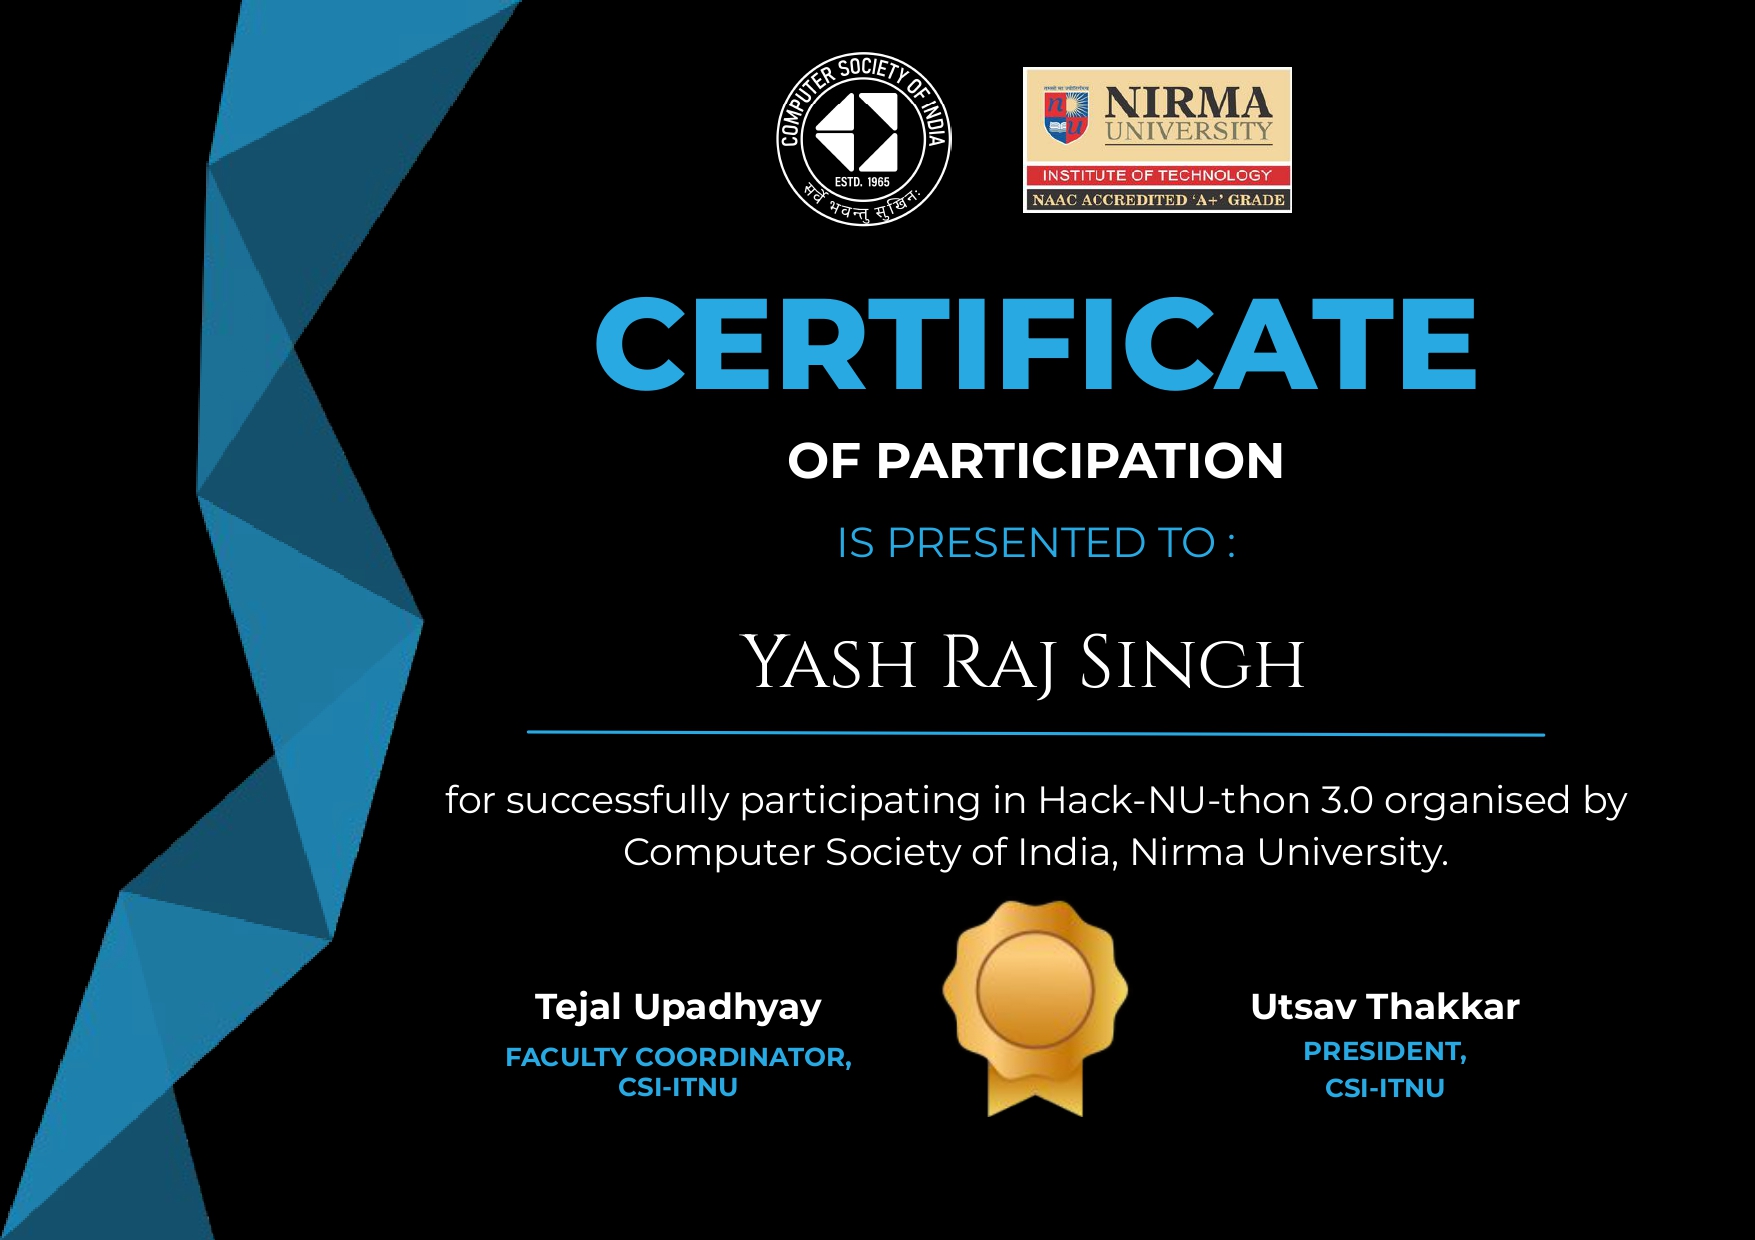 COMPUTER SOCIETY OF INDIA
ESTD. 1965
सर्वे भवन्तु सुखिनः
nu
NIRMA
UNIVERSITY
INSTITUTE OF TECHNOLOGY
NAAC ACCREDITED ‘A+’ GRADE
CERTIFICATE
OF PARTICIPATION
IS PRESENTED TO :
YASH RAJ SINGH
for successfully participating in Hack-NU-thon 3.0 organised by
Computer Society of India, Nirma University.
Tejal Upadhyay
FACULTY COORDINATOR,
CSI-ITNU
Utsav Thakkar
PRESIDENT,
CSI-ITNU